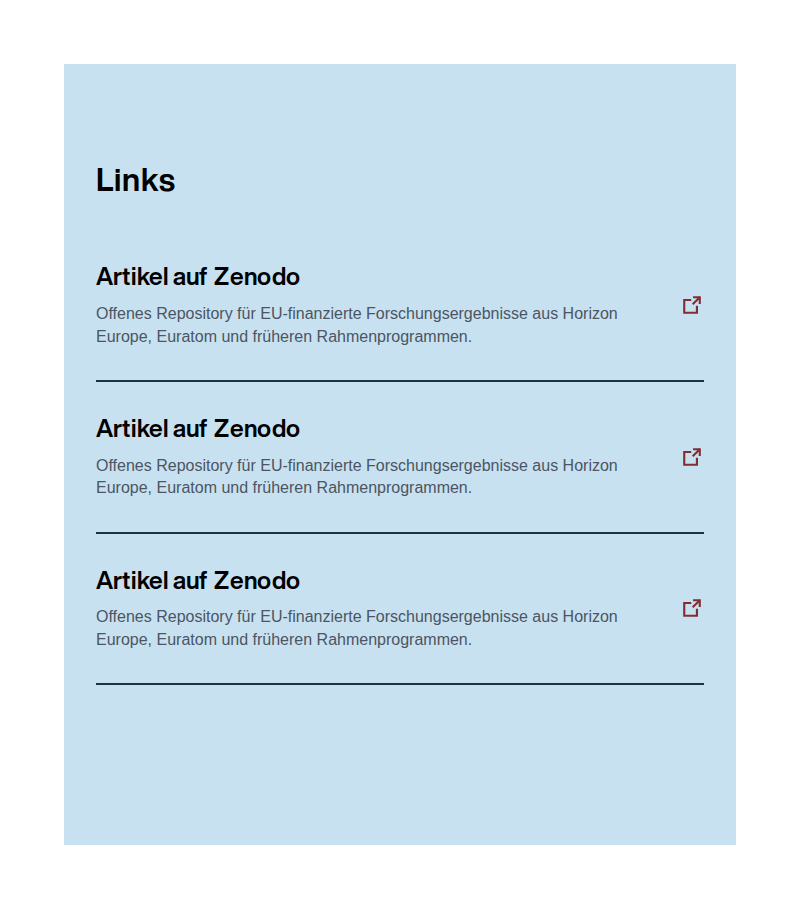 Links
Artikel auf Zenodo
Offenes Repository für EU-finanzierte Forschungsergebnisse aus Horizon
Europe, Euratom und früheren Rahmenprogrammen.
Artikel auf Zenodo
Offenes Repository für EU-finanzierte Forschungsergebnisse aus Horizon
Europe, Euratom und früheren Rahmenprogrammen.
Artikel auf Zenodo
Offenes Repository für EU-finanzierte Forschungsergebnisse aus Horizon
Europe, Euratom und früheren Rahmenprogrammen.